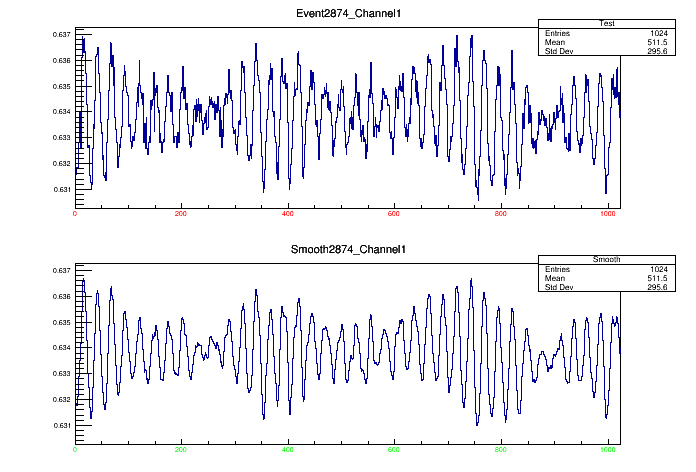 Event2874_Channel1
Test
Entries 1024
Mean 511.5
Std Dev 295.6
0.637
0.636
0.635
0.634
0.633
0.632
0.631
0 200 400 600 800 1000
Smooth2874_Channel1
Smooth
Entries 1024
Mean 511.5
Std Dev 295.6
0.637
0.636
0.635
0.634
0.633
0.632
0.631
0 200 400 600 800 1000